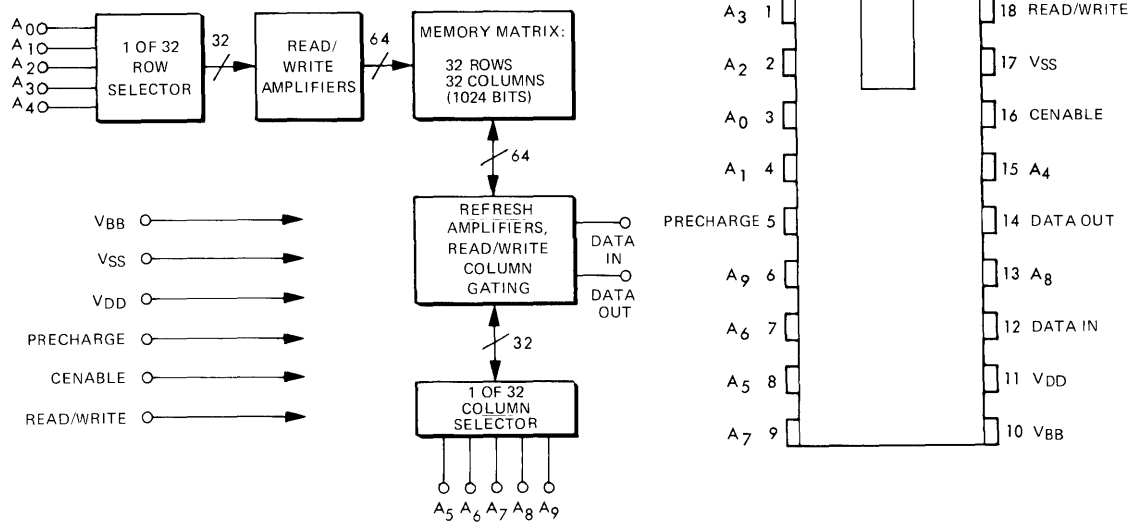 A0
A1
A2
A3
A4
1 OF 32
ROW
SELECTOR
32
READ/
WRITE
AMPLIFIERS
64
MEMORY MATRIX:
32 ROWS
32 COLUMNS
(1024 BITS)
64
REFRESH
AMPLIFIERS,
READ/WRITE
COLUMN
GATING
DATA
IN
DATA
OUT
32
1 OF 32
COLUMN
SELECTOR
A5 A6 A7 A8 A9
VBB
VSS
VDD
PRECHARGE
CENABLE
READ/WRITE
A3 1
A2 2
A0 3
A1 4
PRECHARGE 5
A9 6
A6 7
A5 8
A7 9
18 READ/WRITE
17 VSS
16 CENABLE
15 A4
14 DATA OUT
13 A8
12 DATA IN
11 VDD
10 VBB